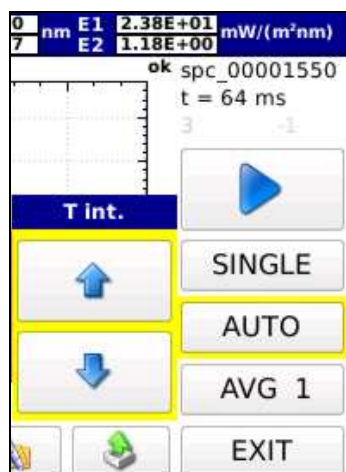 0 nm E1 2.38E+01 mW/(m²nm)
7 E2 1.18E+00
ok spc_00001550
t = 64 ms
3 -1
T int.
SINGLE
AUTO
AVG 1
EXIT